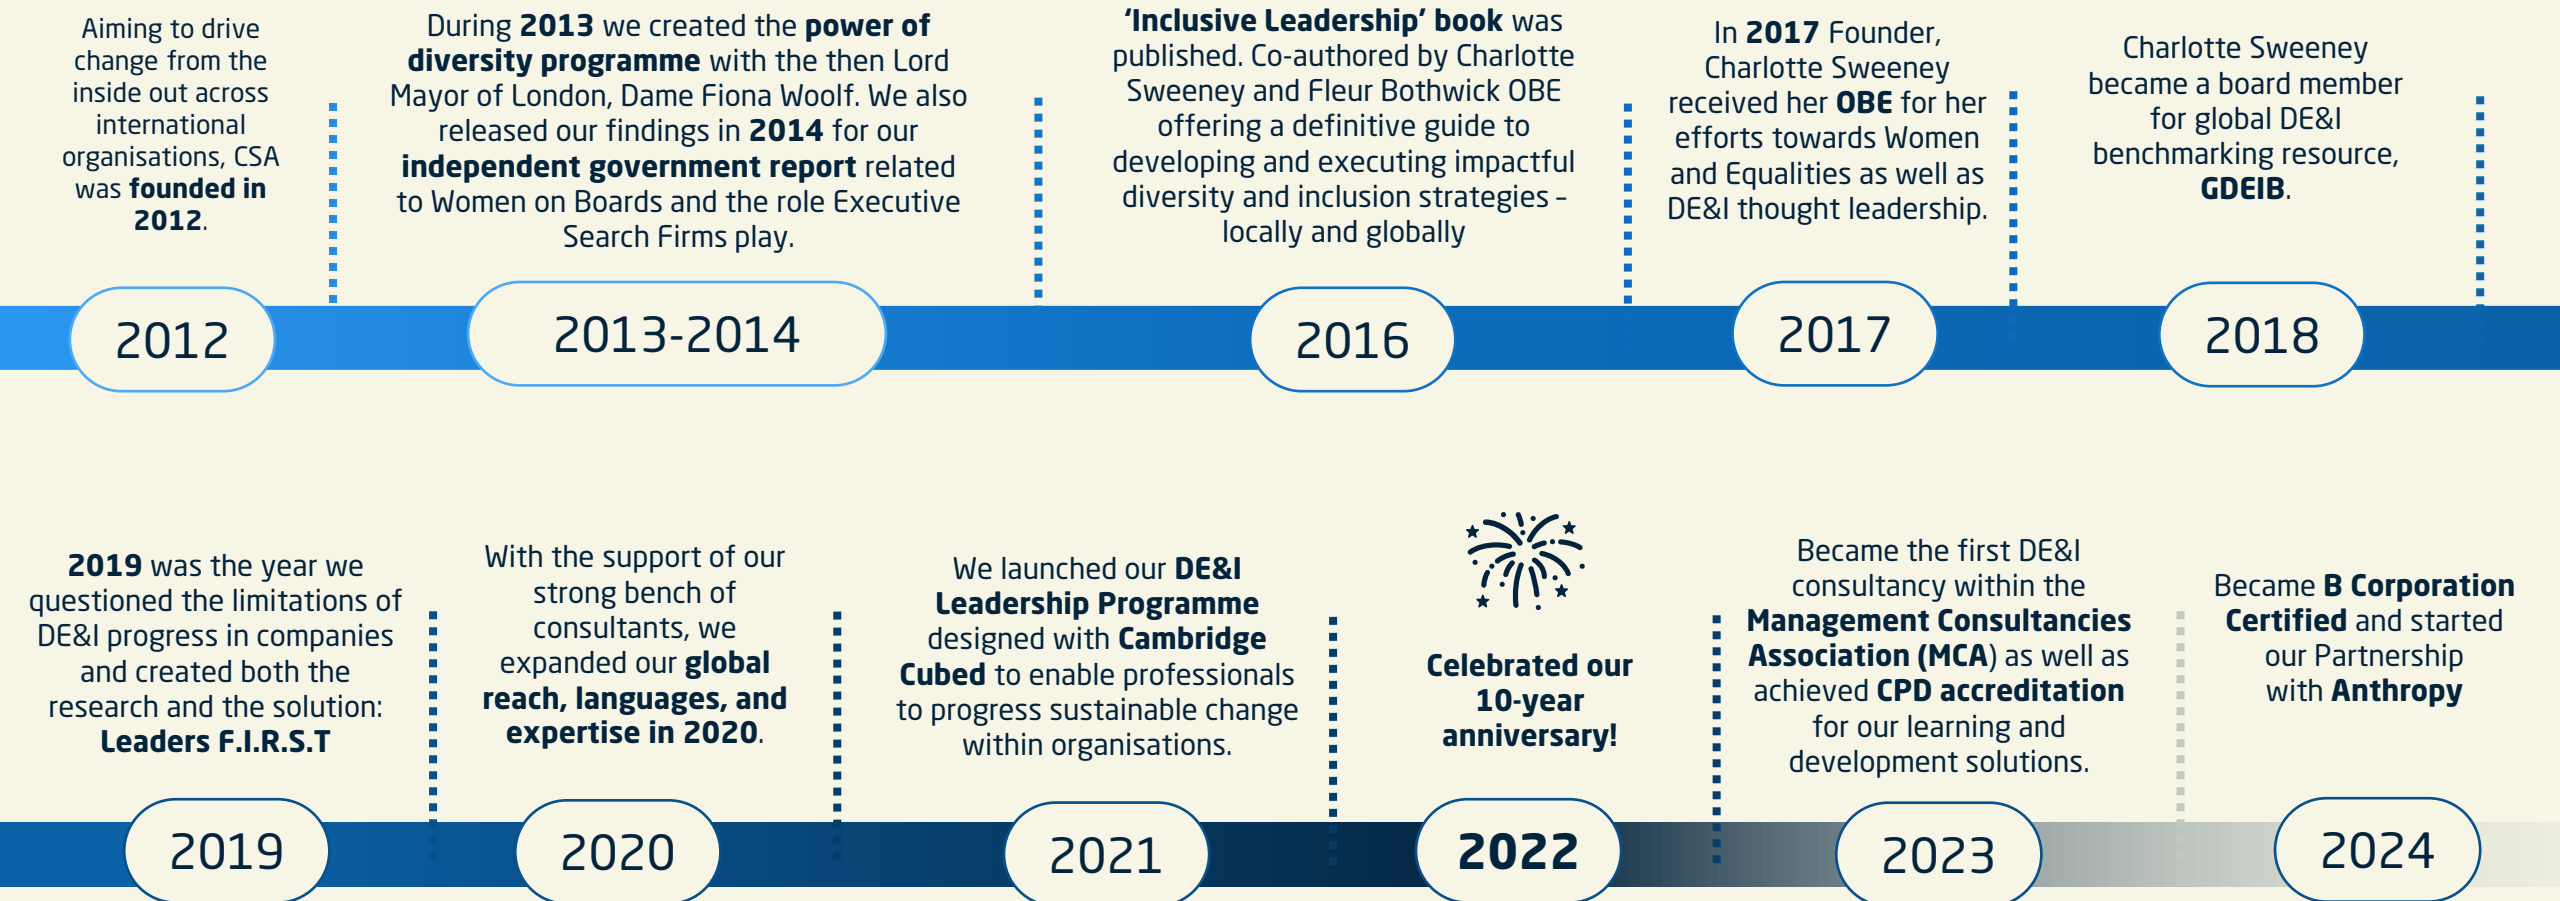 Aiming to drive
change from the
inside out across
international
organisations, CSA
was founded in
2012.
2012
During 2013 we created the power of
diversity programme with the then Lord
Mayor of London, Dame Fiona Woolf. We also
released our findings in 2014 for our
independent government report related
to Women on Boards and the role Executive
Search Firms play.
2013-2014
‘Inclusive Leadership’ book was
published. Co-authored by Charlotte
Sweeney and Fleur Bothwick OBE
offering a definitive guide to
developing and executing impactful
diversity and inclusion strategies –
locally and globally
2016
In 2017 Founder,
Charlotte Sweeney
received her OBE for her
efforts towards Women
and Equalities as well as
DE&I thought leadership.
2017
Charlotte Sweeney
became a board member
for global DE&I
benchmarking resource,
GDEIB.
2018
2019 was the year we
questioned the limitations of
DE&I progress in companies
and created both the
research and the solution:
Leaders F.I.R.S.T
2019
With the support of our
strong bench of
consultants, we
expanded our global
reach, languages, and
expertise in 2020.
2020
We launched our DE&I
Leadership Programme
designed with Cambridge
Cubed to enable professionals
to progress sustainable change
within organisations.
2021
Celebrated our
10-year
anniversary!
2022
Became the first DE&I
consultancy within the
Management Consultancies
Association (MCA) as well as
achieved CPD accreditation
for our learning and
development solutions.
2023
Became B Corporation
Certified and started
our Partnership
with Anthropy
2024